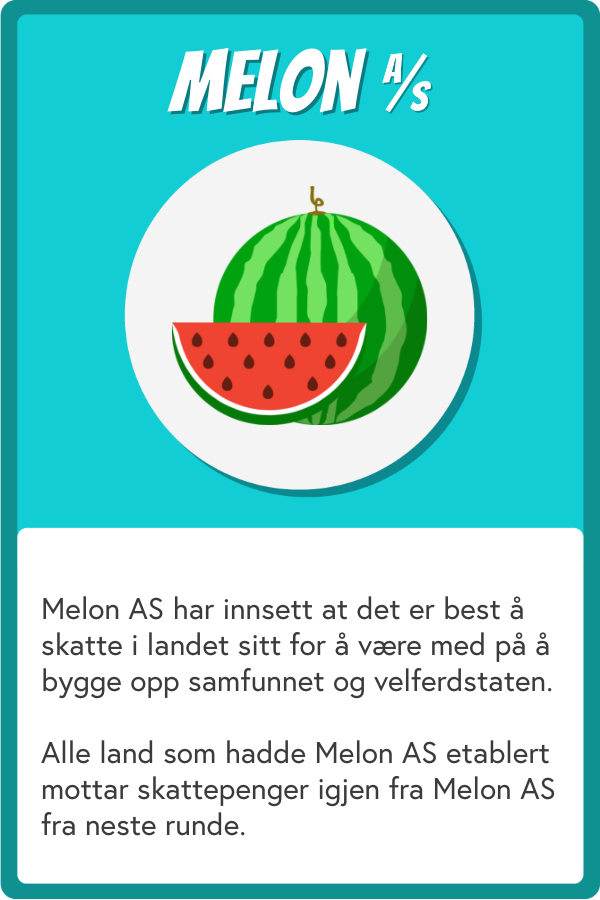 MELON A/S
Melon AS har innsett at det er best å
skatte i landet sitt for å være med på å
bygge opp samfunnet og velferdstaten.
Alle land som hadde Melon AS etablert
mottar skattepenger igjen fra Melon AS
fra neste runde.